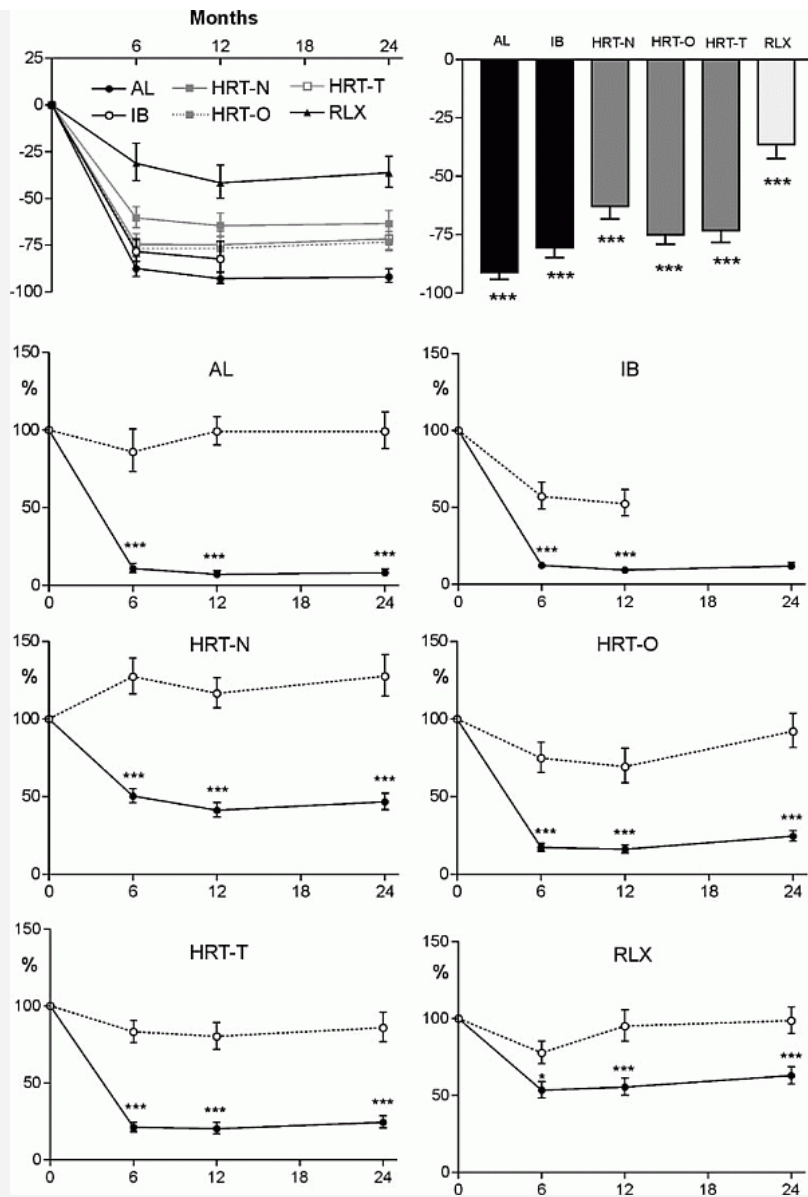 Months
6 12 24
25
0
-25
-50
-75
-100
AL HRT-N HRT-T
IB HRT-O RLX
AL IB HRT-N HRT-O HRT-T RLX
0
-25
-50
-75
-100
*** *** *** *** *** ***
AL
%
150
100
50
0
*** *** ***
0 6 12 18 24
IB
%
150
100
50
0
*** ***
0 6 12 18 24
HRT-N
%
150
100
50
0
*** *** ***
0 6 12 18 24
HRT-O
%
150
100
50
0
*** *** ***
0 6 12 18 24
HRT-T
%
150
100
50
0
*** *** ***
0 6 12 18 24
RLX
%
150
100
50
0
* *** ***
0 6 12 18 24